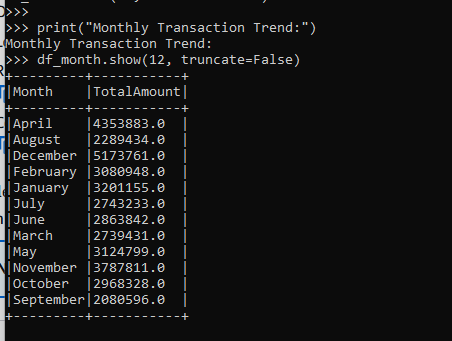 >>>
>>> print("Monthly Transaction Trend:")
Monthly Transaction Trend:
>>> df_month.show(12, truncate=False)
+---------+-----------+
|Month    |TotalAmount|
+---------+-----------+
|April    |4353883.0  |
|August   |2289434.0  |
|December |5173761.0  |
|February |3080948.0  |
|January  |3201155.0  |
|July     |2743233.0  |
|June     |2863842.0  |
|March    |2739431.0  |
|May      |3124799.0  |
|November |3787811.0  |
|October  |2968328.0  |
|September|2080596.0  |
+---------+-----------+